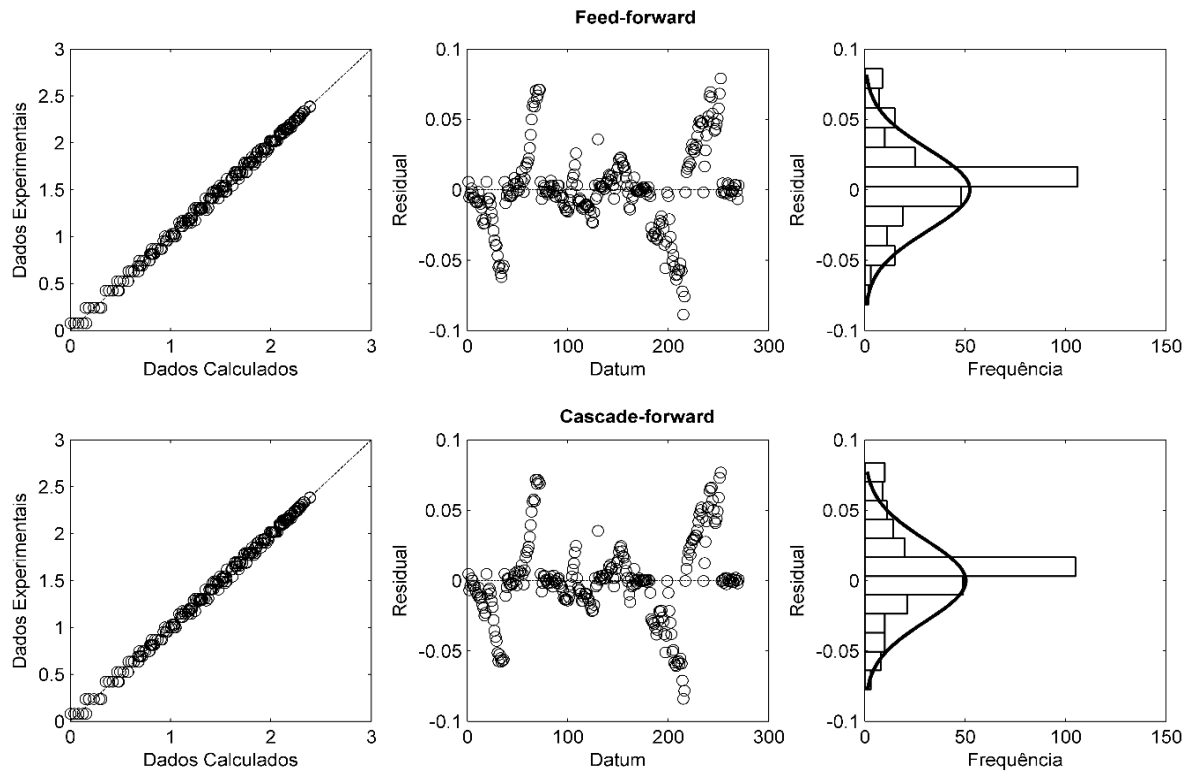 Feed-forward
3
2.5
2
1.5
1
0.5
0
Dados Experimentais
0 1 2 3
Dados Calculados
0.1
0.05
0
-0.05
-0.1
Residual
0 100 200 300
Datum
0.1
0.05
0
-0.05
-0.1
0 50 100 150
Frequência
Cascade-forward
3
2.5
2
1.5
1
0.5
0
Dados Experimentais
0 1 2 3
Dados Calculados
0.1
0.05
0
-0.05
-0.1
Residual
0 100 200 300
Datum
0.1
0.05
0
-0.05
-0.1
Residual
0 50 100 150
Frequência